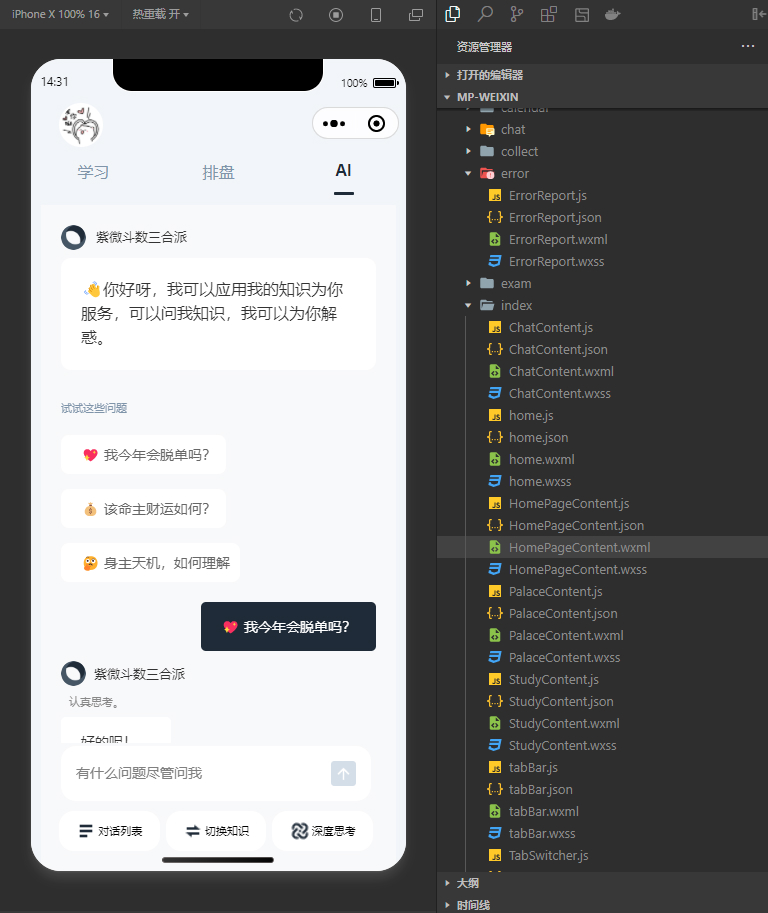 iPhone X 100% 16
热重载 开
14:31
100%
学习
排盘
AI
紫微斗数三合派
👋你好呀，我可以应用我的知识为你
服务，可以问我知识，我可以为你解
惑。
试试这些问题
💖 我今年会脱单吗？
💰 该命主财运如何？
🤔 身主天机，如何理解
💖 我今年会脱单吗？
紫微斗数三合派
认真思考。
好的呢！
有什么问题尽管问我
对话列表
切换知识
深度思考
资源管理器
打开的编辑器
MP-WEIXIN
calendar
chat
collect
error
ErrorReport.js
ErrorReport.json
ErrorReport.wxml
ErrorReport.wxss
exam
index
ChatContent.js
ChatContent.json
ChatContent.wxml
ChatContent.wxss
home.js
home.json
home.wxml
home.wxss
HomePageContent.js
HomePageContent.json
HomePageContent.wxml
HomePageContent.wxss
PalaceContent.js
PalaceContent.json
PalaceContent.wxml
PalaceContent.wxss
StudyContent.js
StudyContent.json
StudyContent.wxml
StudyContent.wxss
tabBar.js
tabBar.json
tabBar.wxml
tabBar.wxss
TabSwitcher.js
大纲
时间线